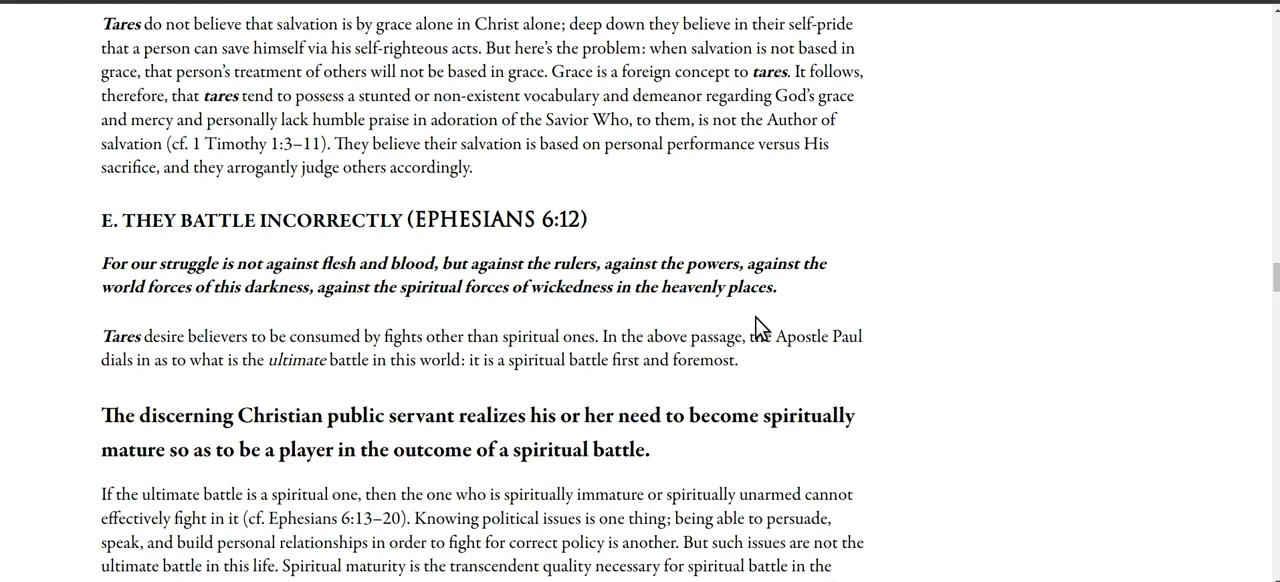 Tares do not believe that salvation is by grace alone in Christ alone; deep down they believe in their self-pride
that a person can save himself via his self-righteous acts. But here’s the problem: when salvation is not based in
grace, that person’s treatment of others will not be based in grace. Grace is a foreign concept to tares. It follows,
therefore, that tares tend to possess a stunted or non-existent vocabulary and demeanor regarding God’s grace
and mercy and personally lack humble praise in adoration of the Savior Who, to them, is not the Author of
salvation (cf. 1 Timothy 1:3–11). They believe their salvation is based on personal performance versus His
sacrifice, and they arrogantly judge others accordingly.
E. THEY BATTLE INCORRECTLY (EPHESIANS 6:12)
For our struggle is not against flesh and blood, but against the rulers, against the powers, against the
world forces of this darkness, against the spiritual forces of wickedness in the heavenly places.
Tares desire believers to be consumed by fights other than spiritual ones. In the above passage, the Apostle Paul
dials in as to what is the ultimate battle in this world: it is a spiritual battle first and foremost.
The discerning Christian public servant realizes his or her need to become spiritually
mature so as to be a player in the outcome of a spiritual battle.
If the ultimate battle is a spiritual one, then the one who is spiritually immature or spiritually unarmed cannot
effectively fight in it (cf. Ephesians 6:13–20). Knowing political issues is one thing; being able to persuade,
speak, and build personal relationships in order to fight for correct policy is another. But such issues are not the
ultimate battle in this life. Spiritual maturity is the transcendent quality necessary for spiritual battle in the